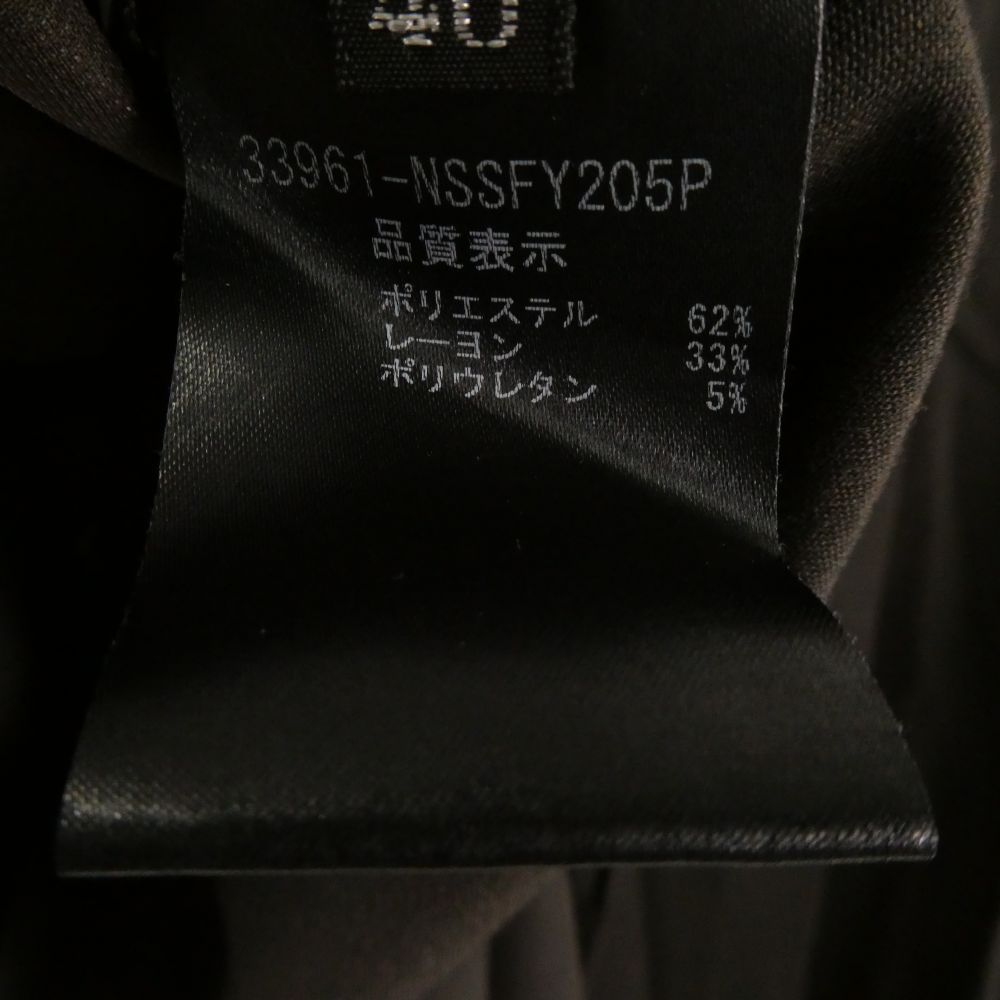 40
33961-NSSFY205P
品質表示
ポリエステル 62%
レーヨン 33%
ポリウレタン 5%